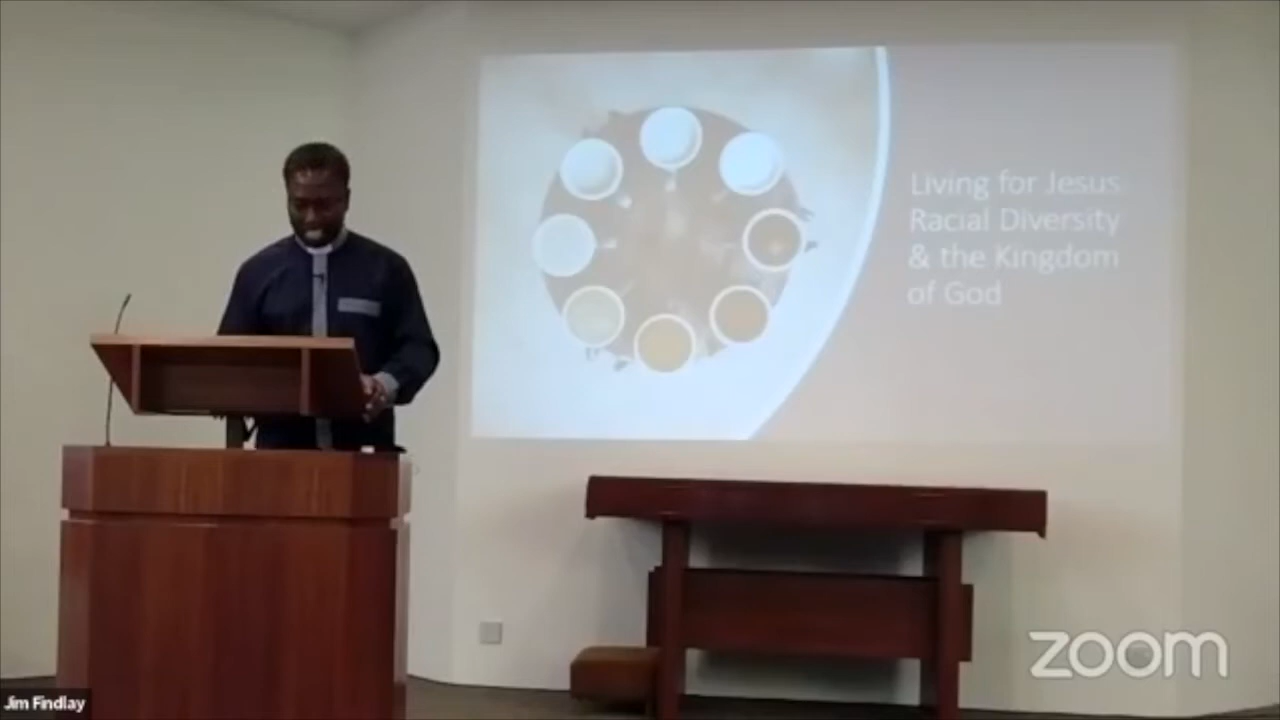 Living for Jesus
Racial Diversity
& the Kingdom
of God
zoom
Jim Findlay